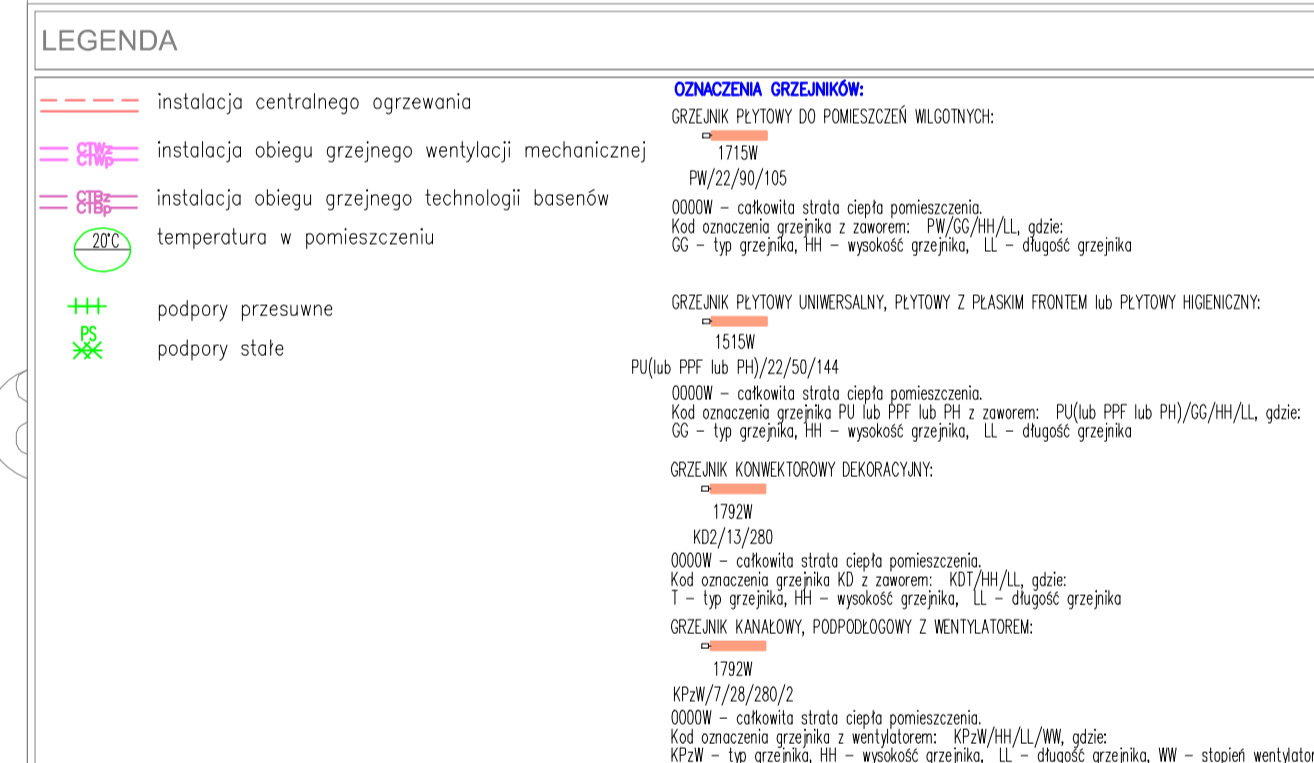 LEGENDA
instalacja centralnego ogrzewania
CTWz
CTWp
instalacja obiegu grzejnego wentylacji mechanicznej
CTBz
CTBp
instalacja obiegu grzejnego technologii basenów
20°C
temperatura w pomieszczeniu
podpory przesuwne
PS
podpory stałe
OZNACZENIA GRZEJNIKÓW:
GRZEJNIK PŁYTOWY DO POMIESZCZEŃ WILGOTNYCH:
1715W
PW/22/90/105
0000W – całkowita strata ciepła pomieszczenia.
Kod oznaczenia grzejnika z zaworem: PW/GG/HH/LL, gdzie:
GG – typ grzejnika, HH – wysokość grzejnika, LL – długość grzejnika
GRZEJNIK PŁYTOWY UNIWERSALNY, PŁYTOWY Z PŁASKIM FRONTEM lub PŁYTOWY HIGIENICZNY:
1515W
PU(lub PPF lub PH)/22/50/144
0000W – całkowita strata ciepła pomieszczenia.
Kod oznaczenia grzejnika PU lub PPF lub PH z zaworem: PU(lub PPF lub PH)/GG/HH/LL, gdzie:
GG – typ grzejnika, HH – wysokość grzejnika, LL – długość grzejnika
GRZEJNIK KONWEKTOROWY DEKORACYJNY:
1792W
KD2/13/280
0000W – całkowita strata ciepła pomieszczenia.
Kod oznaczenia grzejnika KD z zaworem: KDT/HH/LL, gdzie:
T – typ grzejnika, HH – wysokość grzejnika, LL – długość grzejnika
GRZEJNIK KANAŁOWY, PODPODŁOGOWY Z WENTYLATOREM:
1792W
KPzW/7/28/280/2
0000W – całkowita strata ciepła pomieszczenia.
Kod oznaczenia grzejnika z wentylatorem: KPzW/HH/LL/WW, gdzie:
KPzW – typ grzejnika, HH – wysokość grzejnika, LL – długość grzejnika, WW – stopień wentylator